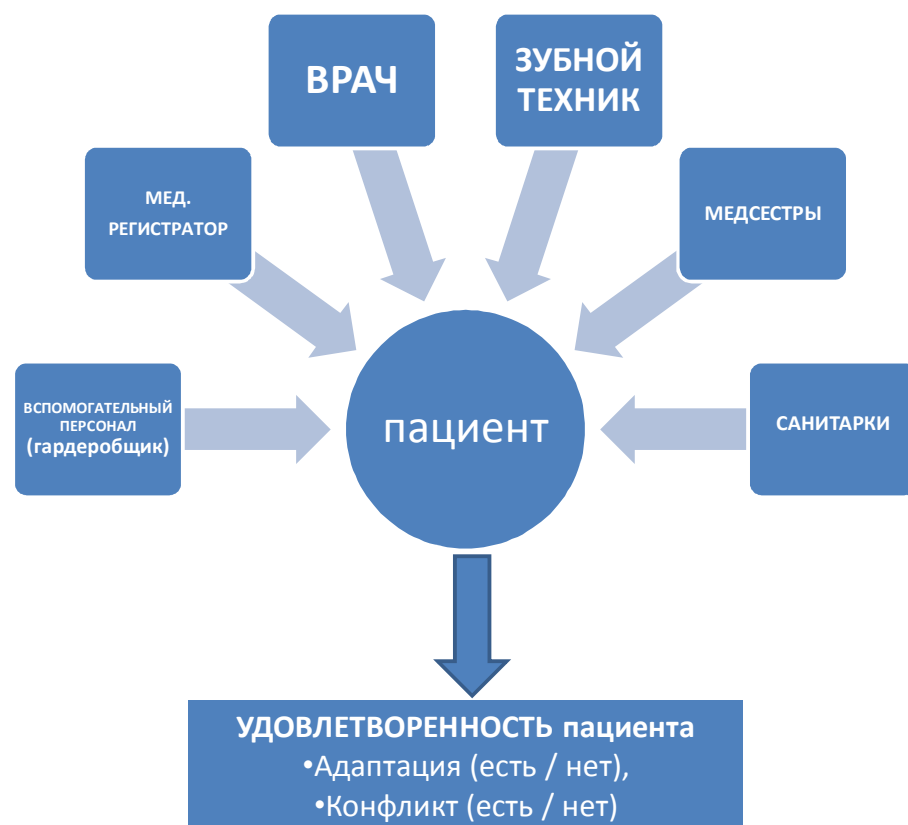 ВРАЧ
ЗУБНОЙ
ТЕХНИК
МЕД.
РЕГИСТРАТОР
МЕДСЕСТРЫ
ВСПОМОГАТЕЛЬНЫЙ
ПЕРСОНАЛ
(гардеробщик)
пациент
САНИТАРКИ
УДОВЛЕТВОРЕННОСТЬ пациента
•Адаптация (есть / нет),
•Конфликт (есть / нет)